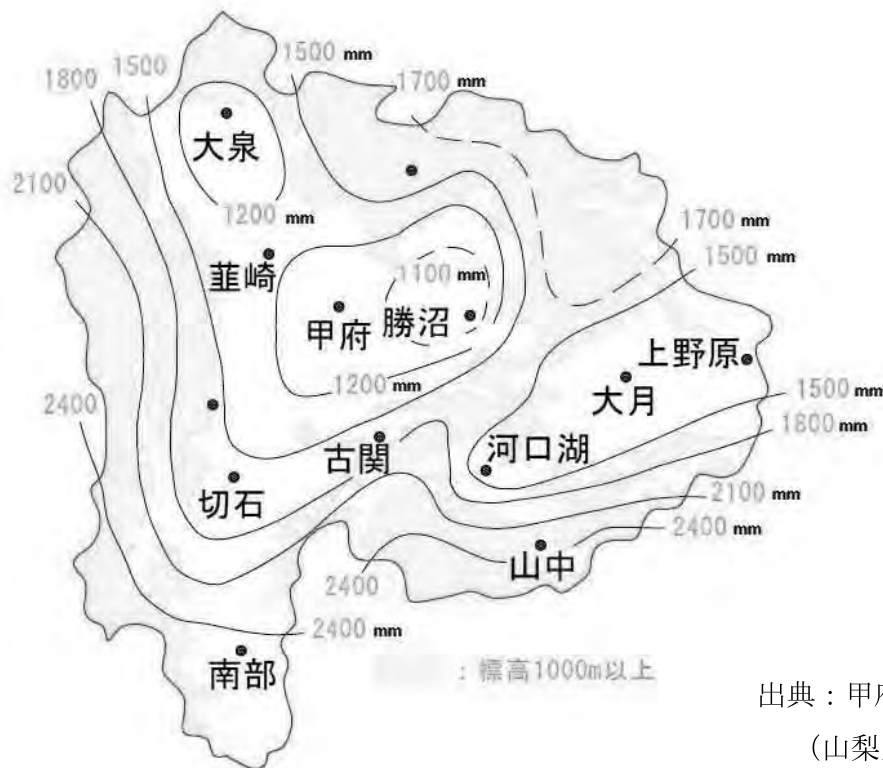 1500 mm
1800
1500
1700 mm
大泉
2100
1200 mm
1700
mm
1500 mm
韮崎
1100 mm
甲府
勝沼
上野原
大月
1200 mm
1500 mm
2400
1800 mm
古関
河口湖
切石
2100 mm
2400 mm
山中
2400
2400 mm
南部
：標高1000m以上
出典：甲府
（山梨